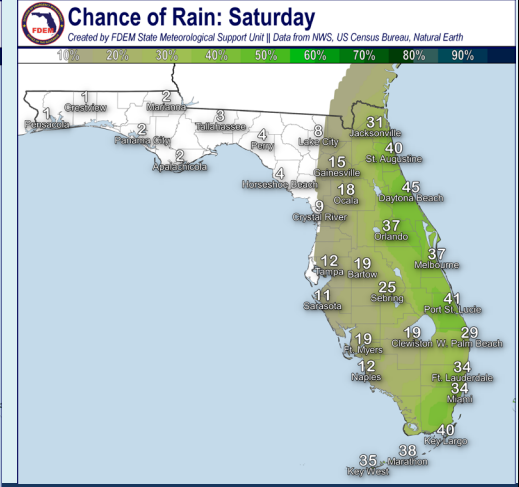 FDEM
Chance of Rain: Saturday
Created by FDEM State Meteorological Support Unit || Data from NWS, US Census Bureau, Natural Earth
10% 20% 30% 40% 50% 60% 70% 80% 90%
1
Crestview
2
Marianna
1
Pensacola
3
Tallahassee
31
Jacksonville
2
Panama City
4
Perry
8
Lake City
40
St. Augustine
2
Apalachicola
15
Gainesville
4
Horseshoe Beach
18
Ocala
45
Daytona Beach
9
Crystal River
37
Orlando
37
Melbourne
12
Tampa
19
Bartow
11
Sarasota
25
Sebring
41
Port St. Lucie
19
Ft. Myers
19
Clewiston
29
W. Palm Beach
12
Naples
34
Ft. Lauderdale
34
Miami
40
Key Largo
38
Marathon
35
Key West